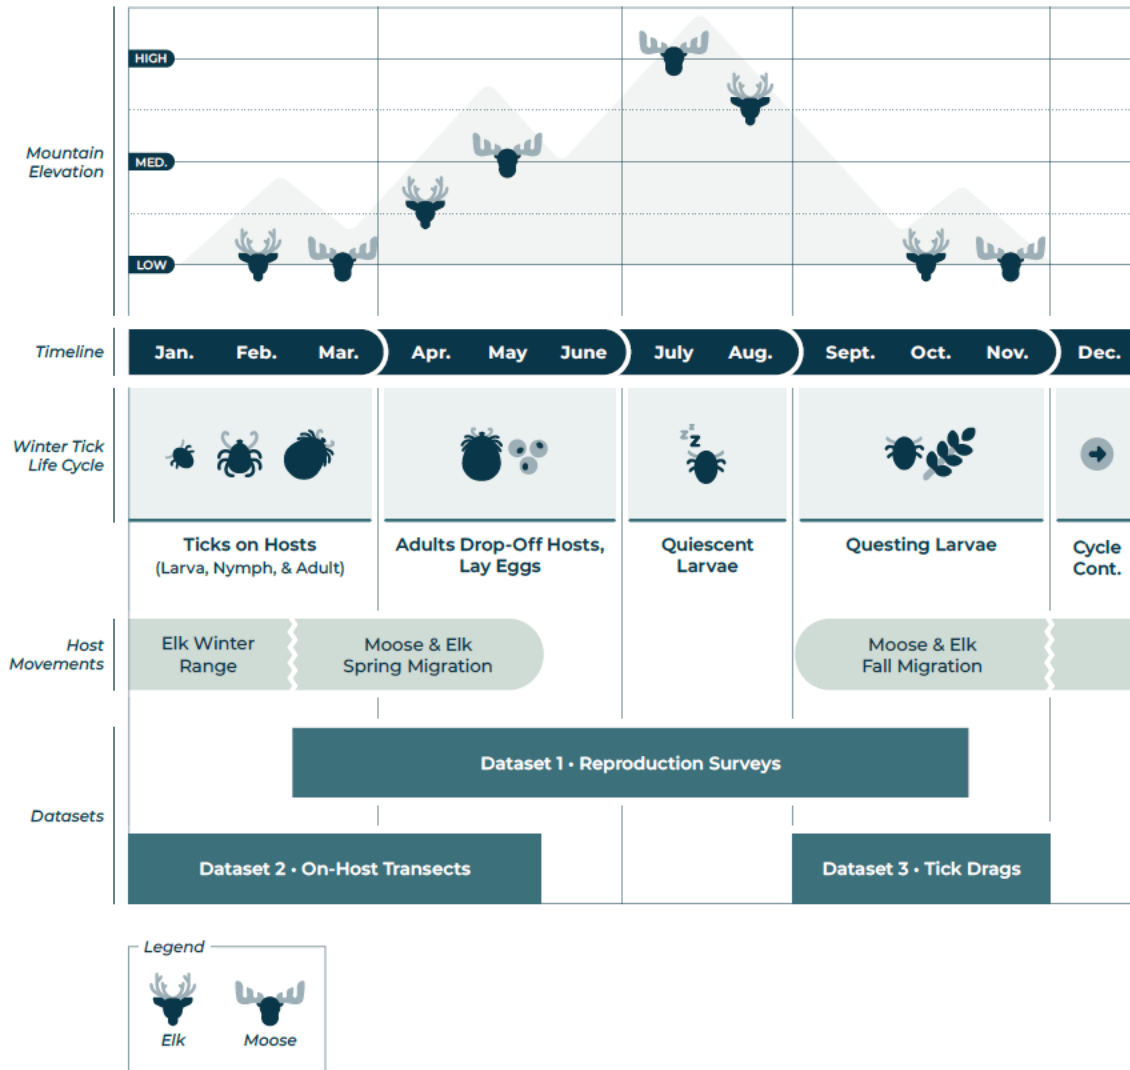 HIGH
Mountain
Elevation
MED.
LOW
Timeline
Jan. Feb. Mar. Apr. May June July Aug. Sept. Oct. Nov. Dec.
Winter Tick
Life Cycle
z z z
Ticks on Hosts
(Larva, Nymph, & Adult)
Adults Drop-Off Hosts,
Lay Eggs
Quiescent
Larvae
Questing Larvae
Cycle
Cont.
Host
Movements
Elk Winter
Range
Moose & Elk
Spring Migration
Moose & Elk
Fall Migration
Datasets
Dataset 1 • Reproduction Surveys
Dataset 2 • On-Host Transects
Dataset 3 • Tick Drags
Legend
Elk
Moose